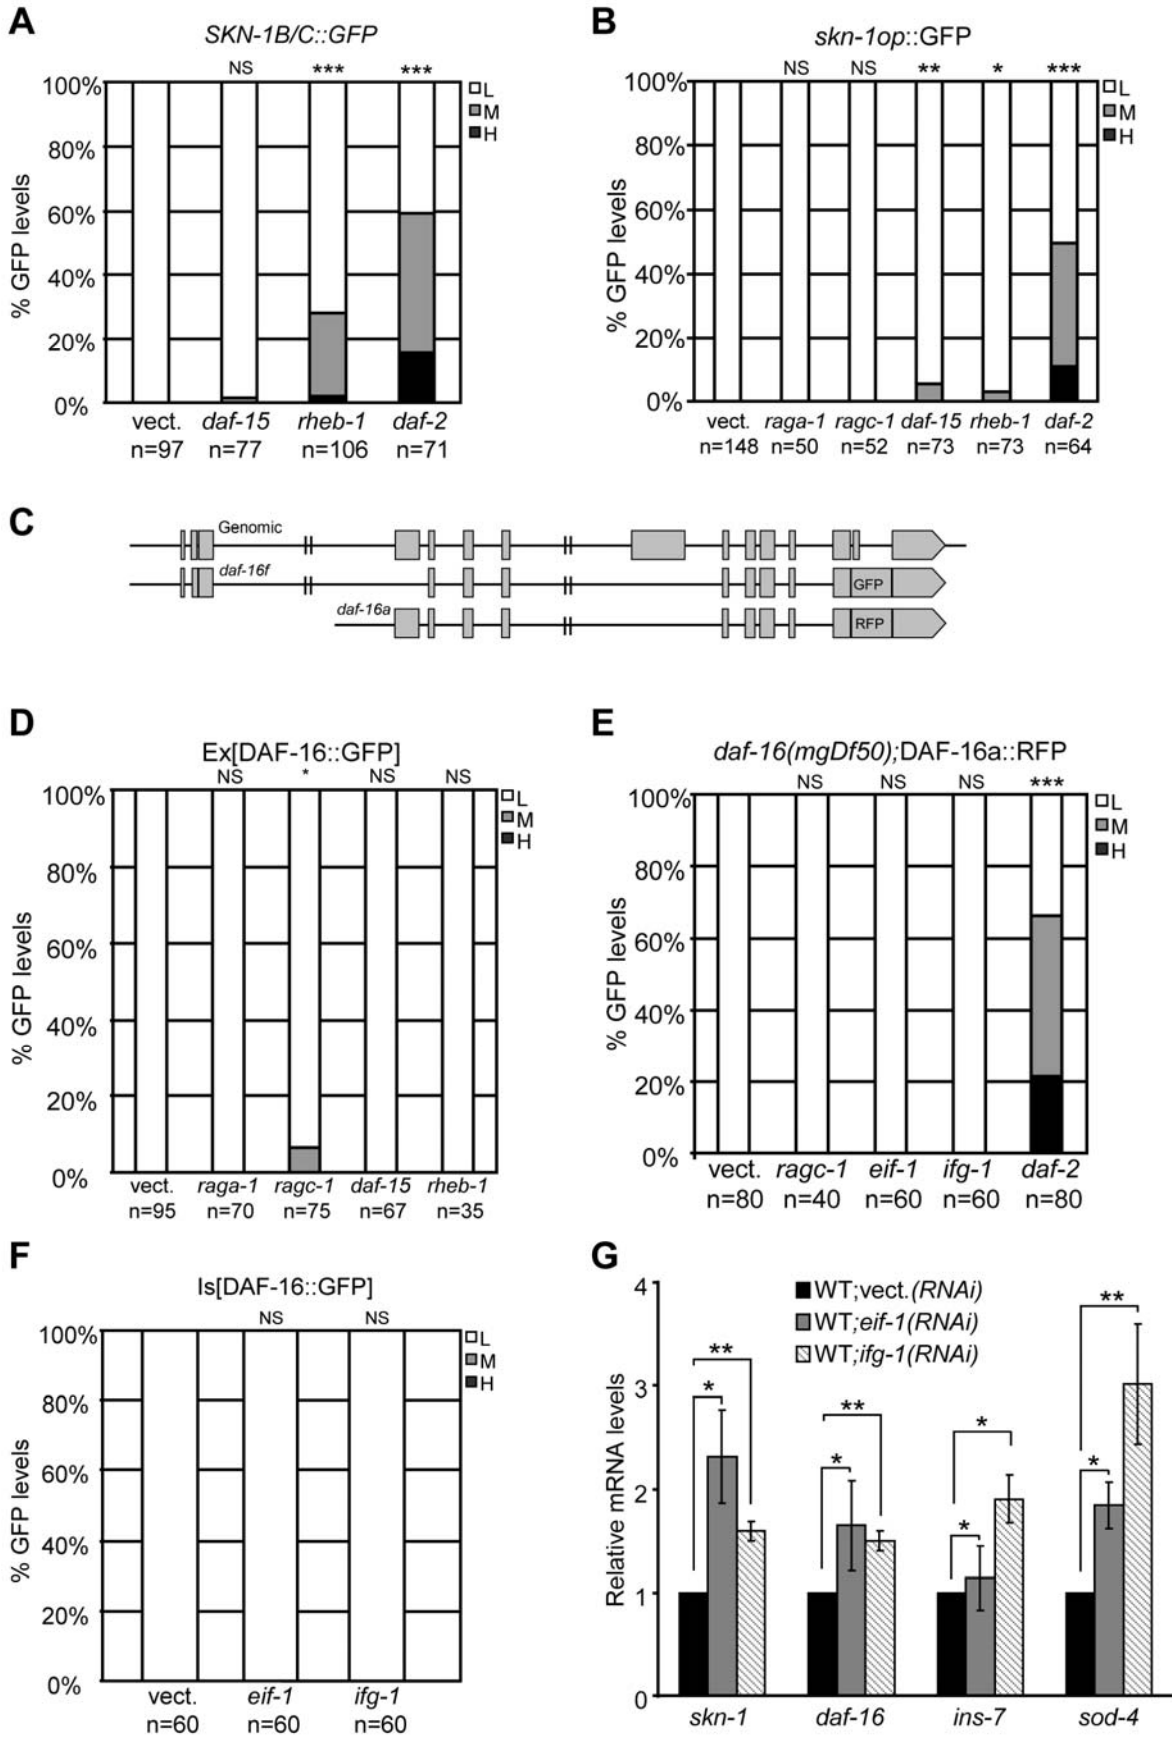 A
SKN-1B/C::GFP
NS *** ***
L
M
H
% GFP levels
100%
80%
60%
40%
20%
0%
vect. daf-15 rheb-1 daf-2
n=97 n=77 n=106 n=71
B
skn-1op::GFP
NS NS ** * ***
L
M
H
% GFP levels
100%
80%
60%
40%
20%
0%
vect. raga-1 ragc-1 daf-15 rheb-1 daf-2
n=148 n=50 n=52 n=73 n=73 n=64
C
Genomic
daf-16f
GFP
daf-16a
RFP
D
Ex[DAF-16::GFP]
NS * NS NS
L
M
H
% GFP levels
100%
80%
60%
40%
20%
0%
vect. raga-1 ragc-1 daf-15 rheb-1
n=95 n=70 n=75 n=67 n=35
E
daf-16(mgDf50);DAF-16a::RFP
NS NS NS ***
L
M
H
% GFP levels
100%
80%
60%
40%
20%
0%
vect. ragc-1 eif-1 ifg-1 daf-2
n=80 n=40 n=60 n=60 n=80
F
Is[DAF-16::GFP]
NS NS
L
M
H
% GFP levels
100%
80%
60%
40%
20%
0%
vect. eif-1 ifg-1
n=60 n=60 n=60
G
WT;vect.(RNAi)
WT;eif-1(RNAi)
WT;ifg-1(RNAi)
Relative mRNA levels
4
3
2
1
0
** * ** * * * ** *
skn-1 daf-16 ins-7 sod-4